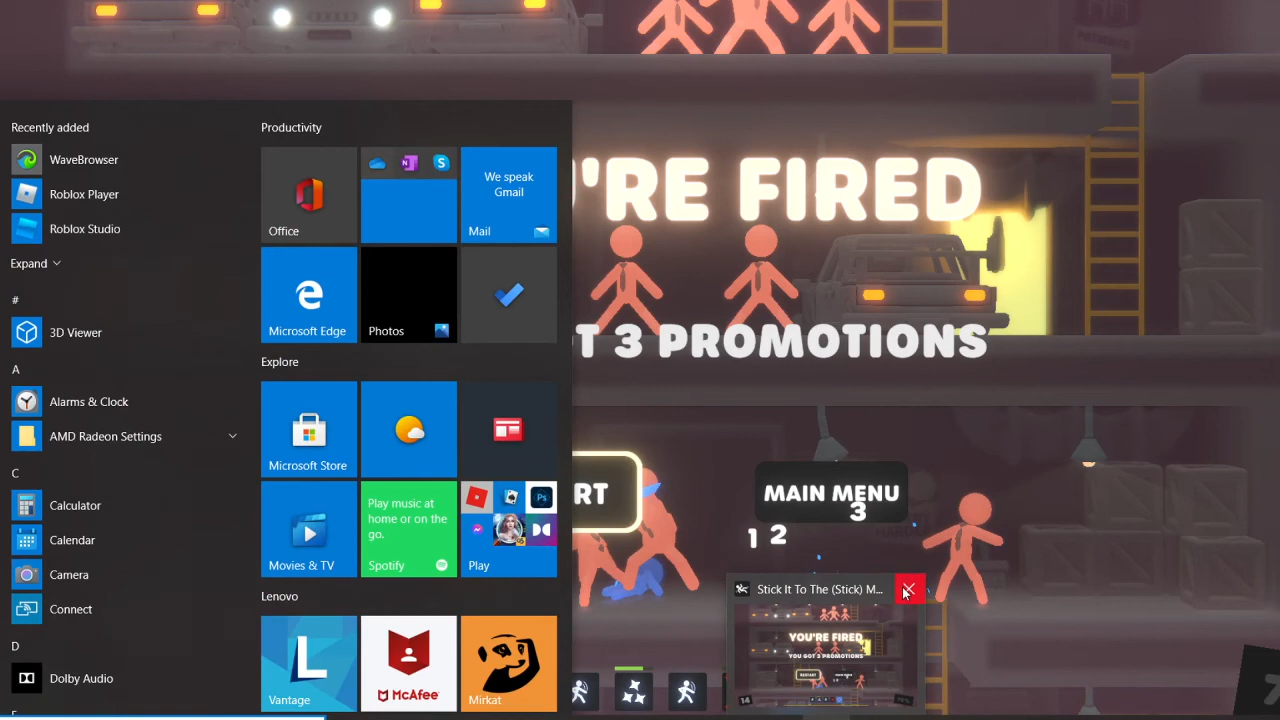 Recently added
WaveBrowser
Roblox Player
Roblox Studio
Expand
#
3D Viewer
A
Alarms & Clock
AMD Radeon Settings
C
Calculator
Calendar
Camera
Connect
D
Dolby Audio
Productivity
Office
We speak
Gmail
Mail
Microsoft Edge
Photos
Explore
Microsoft Store
Movies & TV
Play music at
home or on the
go.
Spotify
Ps
Play
Lenovo
L
Vantage
McAfee
Mirkat
'RE FIRED
T 3 PROMOTIONS
RT
MAIN MENU
3
1 2
Stick It To The (Stick) M...
YOU'RE FIRED
YOU GOT 3 PROMOTIONS
RESTART
14